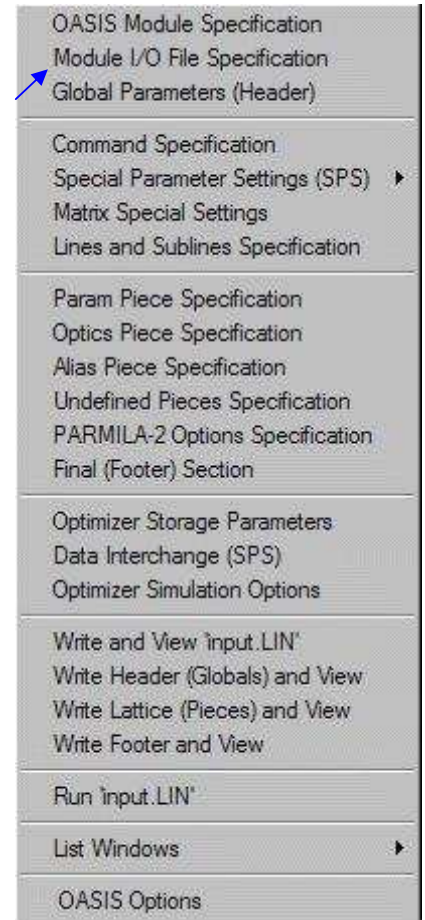 OASIS Module Specification
Module I/O File Specification
Global Parameters (Header)
Command Specification
Special Parameter Settings (SPS)
Matrix Special Settings
Lines and Sublines Specification
Param Piece Specification
Optics Piece Specification
Alias Piece Specification
Undefined Pieces Specification
PARMILA-2 Options Specification
Final (Footer) Section
Optimizer Storage Parameters
Data Interchange (SPS)
Optimizer Simulation Options
Write and View 'input.LIN'
Write Header (Globals) and View
Write Lattice (Pieces) and View
Write Footer and View
Run 'input.LIN'
List Windows
OASIS Options